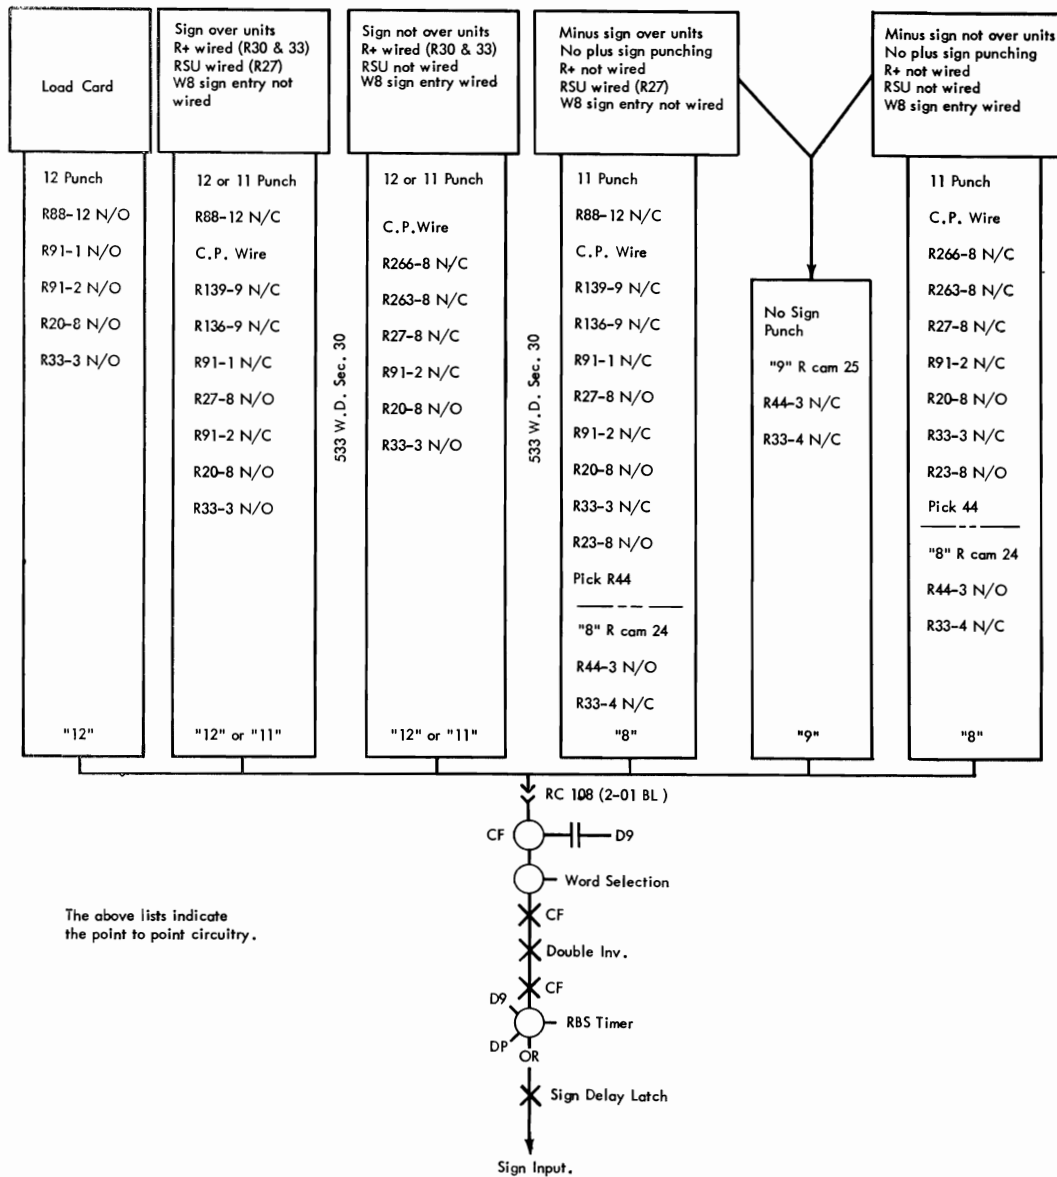 Load Card
Sign over units
R+ wired (R30 & 33)
RSU wired (R27)
W8 sign entry not
wired
Sign not over units
R+ wired (R30 & 33)
RSU not wired
W8 sign entry wired
Minus sign over units
No plus sign punching
R+ not wired
RSU wired (R27)
W8 sign entry not wired
Minus sign not over units
No plus sign punching
R+ not wired
RSU not wired
W8 sign entry wired
12 Punch
R88-12 N/O
R91-1 N/O
R91-2 N/O
R20-8 N/O
R33-3 N/O
"12"
12 or 11 Punch
R88-12 N/C
C.P. Wire
R139-9 N/C
R136-9 N/C
R91-1 N/C
R27-8 N/O
R91-2 N/C
R20-8 N/O
R33-3 N/O
"12" or "11"
533 W.D. Sec. 30
12 or 11 Punch
C.P.Wire
R266-8 N/C
R263-8 N/C
R27-8 N/C
R91-2 N/C
R20-8 N/O
R33-3 N/O
"12" or "11"
533 W.D. Sec. 30
11 Punch
R88-12 N/C
C.P. Wire
R139-9 N/C
R136-9 N/C
R91-1 N/C
R27-8 N/O
R91-2 N/C
R20-8 N/O
R33-3 N/C
R23-8 N/O
Pick R44
"8" R cam 24
R44-3 N/O
R33-4 N/C
"8"
No Sign
Punch
"9" R cam 25
R44-3 N/C
R33-4 N/C
"9"
11 Punch
C.P. Wire
R266-8 N/C
R263-8 N/C
R27-8 N/C
R91-2 N/C
R20-8 N/O
R33-3 N/C
R23-8 N/O
Pick 44
"8" R cam 24
R44-3 N/O
R33-4 N/C
"8"
RC 108 (2-01 BL )
CF
D9
Word Selection
CF
Double Inv.
CF
D9
RBS Timer
DP
OR
Sign Delay Latch
Sign Input.
The above lists indicate
the point to point circuitry.